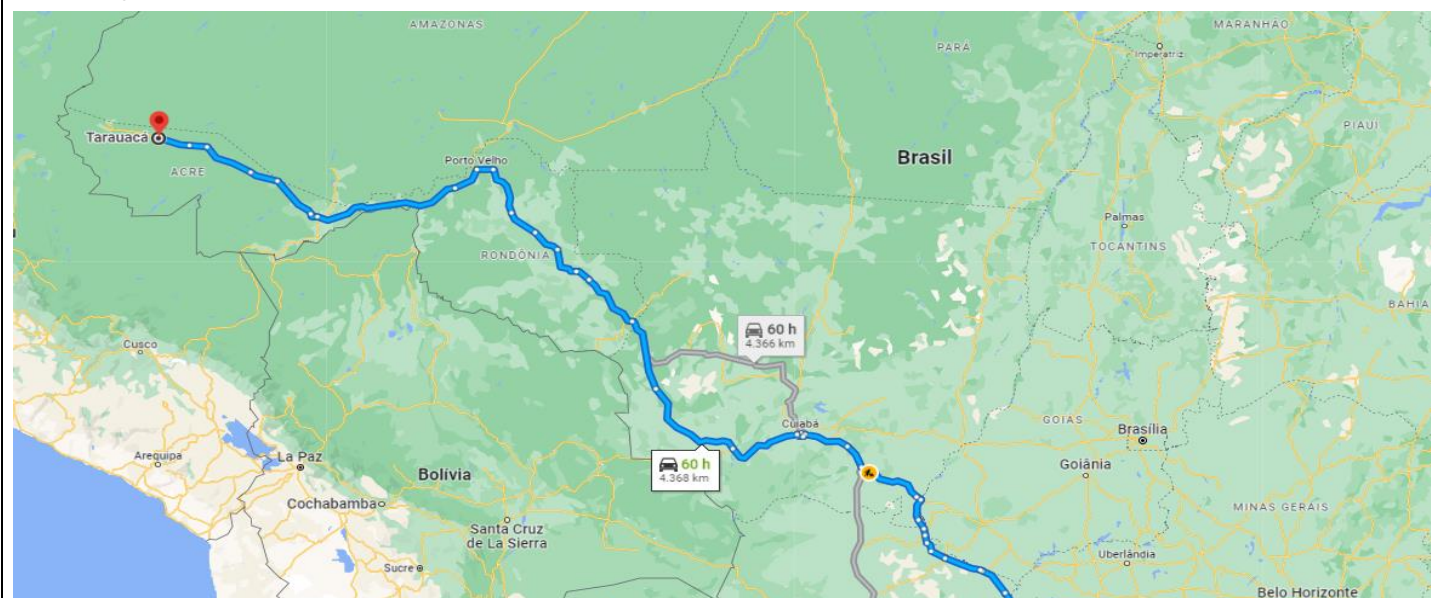 AMAZONAS
MARANHÃO
PARÁ
Imperatriz
Tarauacá
PIAUÍ
ACRE
Porto Velho
Brasil
Palmas
TOCANTINS
RONDÔNIA
BAHIA
60 h
4.366 km
Cusco
GOIÁS
Cuiabá
Brasília
Arequipa
La Paz
60 h
4.368 km
Bolívia
Goiânia
Cochabamba
MINAS GERAIS
Santa Cruz
de La Sierra
Uberlândia
Sucre
Belo Horizonte